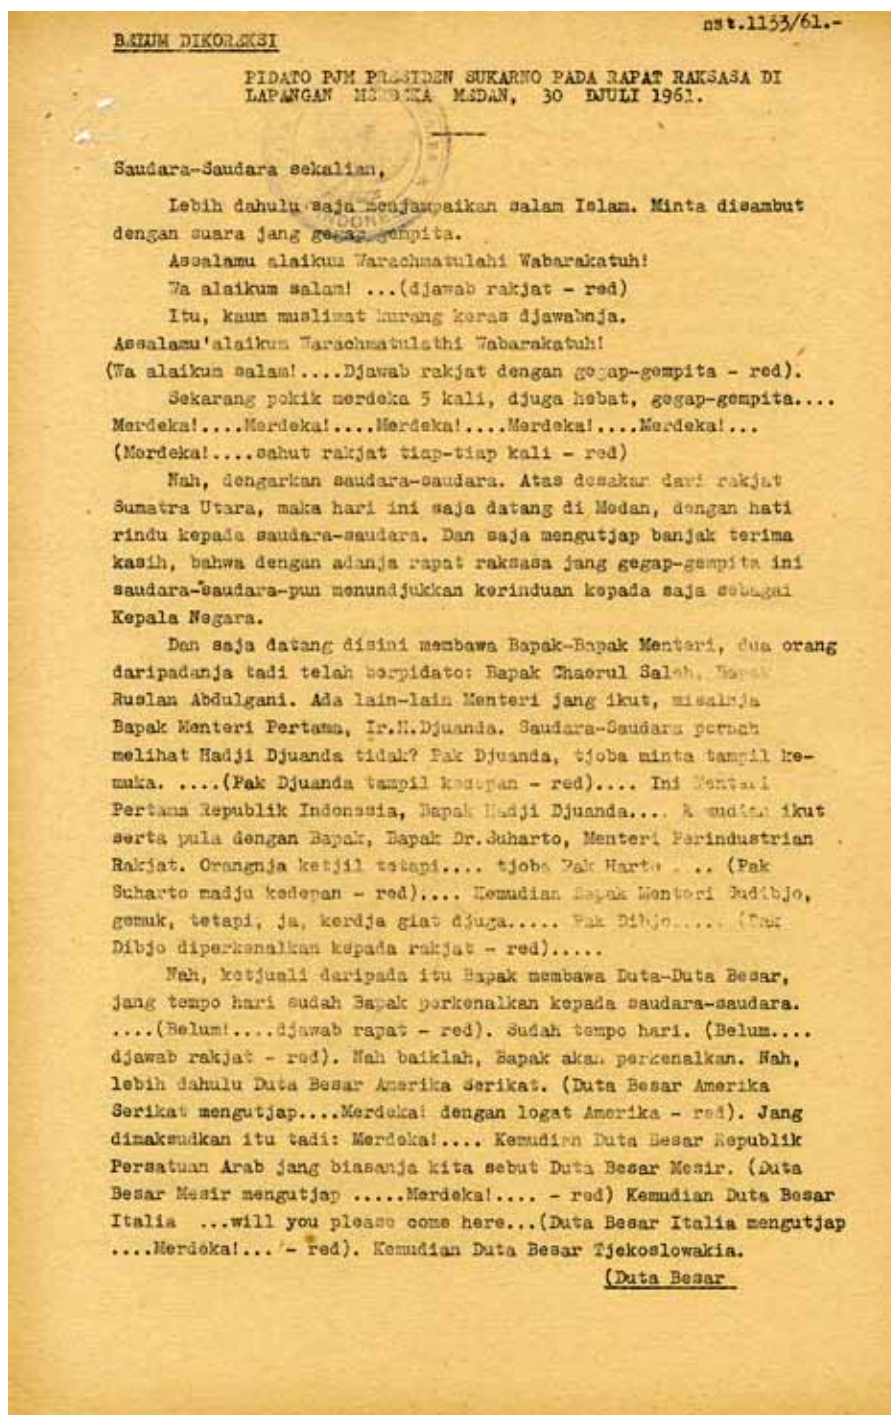 nst.1153/61.-
BELUM DIKOREKSI
PIDATO PJM PRESIDEN SUKARNO PADA RAPAT RAKSASA DI
LAPANGAN MERDEKA MEDAN, 30 DJULI 1961.
Saudara-Saudara sekalian,
Lebih dahulu saja menjampaikan salam Islam. Minta disambut
dengan suara jang gegap gempita.
Assalamu alaikum Warachmatulahi Wabarakatuh!
Wa alaikum salam! ...(djawab rakjat - red)
Itu, kaum muslimat kurang keras djawabnja.
Assalamu'alaikum Warachmatulathi Wabarakatuh!
(Wa alaikum salam!....Djawab rakjat dengan gegap-gempita - red).
Sekarang pekik merdeka 5 kali, djuga hebat, gegap-gempita....
Merdeka!....Merdeka!....Merdeka!....Merdeka!....Merdeka!...
(Merdeka!....sahut rakjat tiap-tiap kali - red)
Nah, dengarkan saudara-saudara. Atas desakan dari rakjat
Sumatra Utara, maka hari ini saja datang di Medan, dengan hati
rindu kepada saudara-saudara. Dan saja mengutjap banjak terima
kasih, bahwa dengan adanja rapat raksasa jang gegap-gempita ini
saudara-saudara-pun menundjukkan kerinduan kepada saja sebagai
Kepala Negara.
Dan saja datang disini membawa Bapak-Bapak Menteri, dua orang
daripadanja tadi telah berpidato: Bapak Chaerul Saleh, Bapak
Ruslan Abdulgani. Ada lain-lain Menteri jang ikut, misalnja
Bapak Menteri Pertama, Ir.H.Djuanda. Saudara-Saudara pernah
melihat Hadji Djuanda tidak? Pak Djuanda, tjoba minta tampil ke-
muka. ....(Pak Djuanda tampil kedepan - red).... Ini Menteri
Pertama Republik Indonesia, Bapak Hadji Djuanda.... Kemudian ikut
serta pula dengan Bapak, Bapak Dr.Suharto, Menteri Perindustrian
Rakjat. Orangnja ketjil tetapi.... tjoba Pak Harto .... (Pak
Suharto madju kedepan - red).... Kemudian Bapak Menteri Sudibjo,
gemuk, tetapi, ja, kerdja giat djuga..... Pak Dibjo..... (Pak
Dibjo diperkenalkan kepada rakjat - red).....
Nah, ketjuali daripada itu Bapak membawa Duta-Duta Besar,
jang tempo hari sudah Bapak perkenalkan kepada saudara-saudara.
....(Belum!....djawab rapat - red). Sudah tempo hari. (Belum....
djawab rakjat - red). Nah baiklah, Bapak akan perkenalkan. Nah,
lebih dahulu Duta Besar Amerika Serikat. (Duta Besar Amerika
Serikat mengutjap....Merdeka! dengan logat Amerika - red). Jang
dimaksudkan itu tadi: Merdeka!.... Kemudian Duta Besar Republik
Persatuan Arab jang biasanja kita sebut Duta Besar Mesir. (Duta
Besar Mesir mengutjap .....Merdeka!.... - red) Kemudian Duta Besar
Italia ...will you please come here...(Duta Besar Italia mengutjap
....Merdeka!... - red). Kemudian Duta Besar Tjekoslowakia.
(Duta Besar